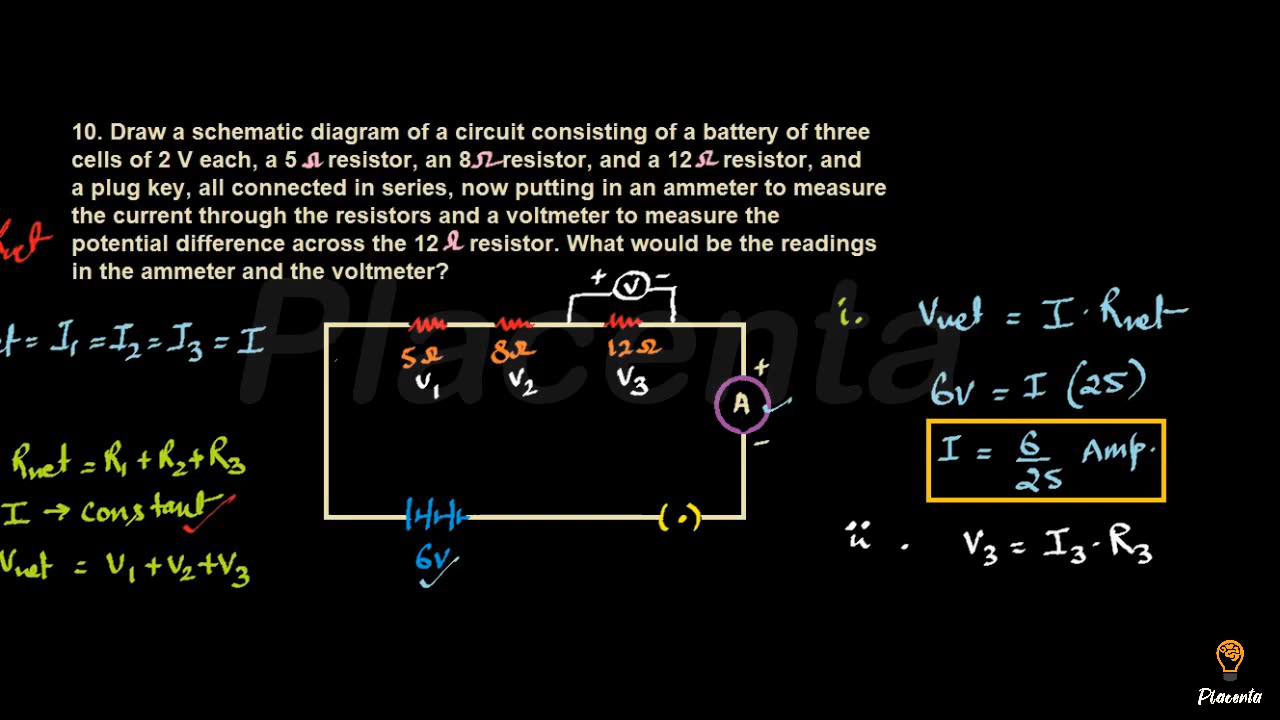 10. Draw a schematic diagram of a circuit consisting of a battery of three
cells of 2 V each, a 5 Ω resistor, an 8Ω resistor, and a 12 Ω resistor, and
a plug key, all connected in series, now putting in an ammeter to measure
the current through the resistors and a voltmeter to measure the
potential difference across the 12 Ω resistor. What would be the readings
in the ammeter and the voltmeter?
= I₁ = I₂ = I₃ = I
Rnet = R₁ + R₂ + R₃
I → constant
Vnet = V₁ + V₂ + V₃
+ V −
5Ω 8Ω 12Ω
V₁ V₂ V₃
+
A
−
( . )
6V
i. Vnet = I · Rnet
6V = I (25)
I = 6/25 Amp.
ii. V₃ = I₃ · R₃
Placenta
Placenta